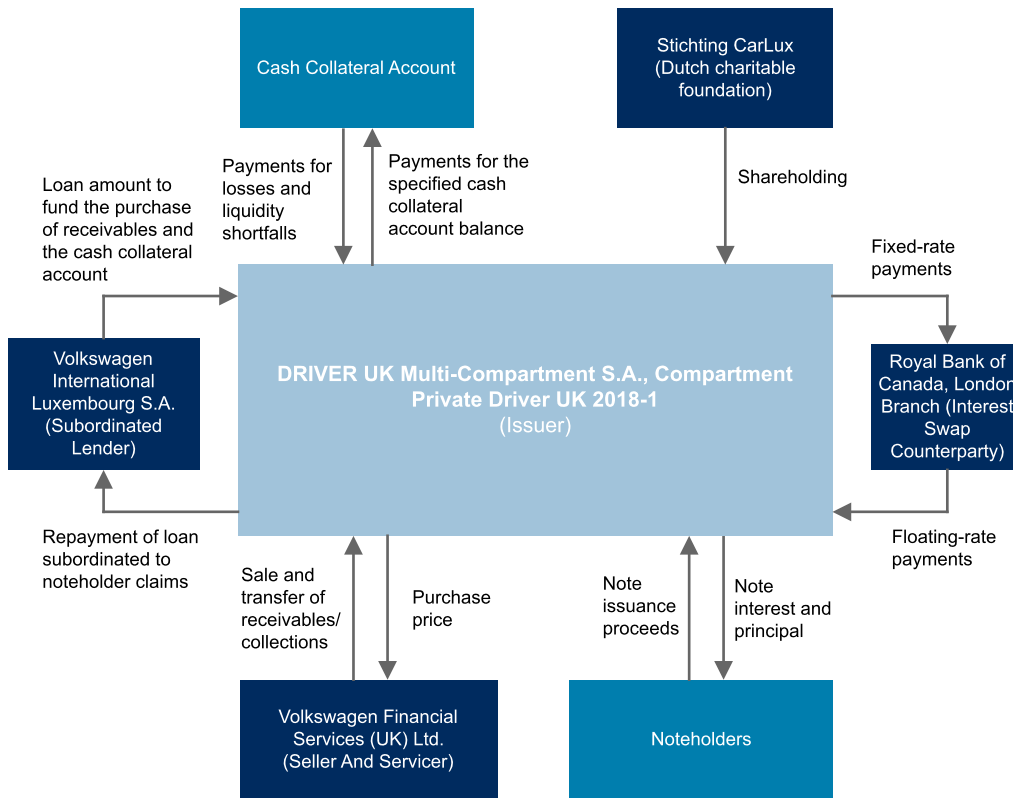 Cash Collateral Account
Stichting CarLux
(Dutch charitable
foundation)
Payments for
losses and
liquidity
shortfalls
Payments for the
specified cash
collateral
account balance
Shareholding
Loan amount to
fund the purchase
of receivables and
the cash collateral
account
Fixed-rate
payments
Volkswagen
International
Luxembourg S.A.
(Subordinated
Lender)
DRIVER UK Multi-Compartment S.A., Compartment
Private Driver UK 2018-1
(Issuer)
Royal Bank of
Canada, London
Branch (Interest
Swap
Counterparty)
Repayment of loan
subordinated to
noteholder claims
Floating-rate
payments
Sale and
transfer of
receivables/
collections
Purchase
price
Note
issuance
proceeds
Note
interest and
principal
Volkswagen Financial
Services (UK) Ltd.
(Seller And Servicer)
Noteholders